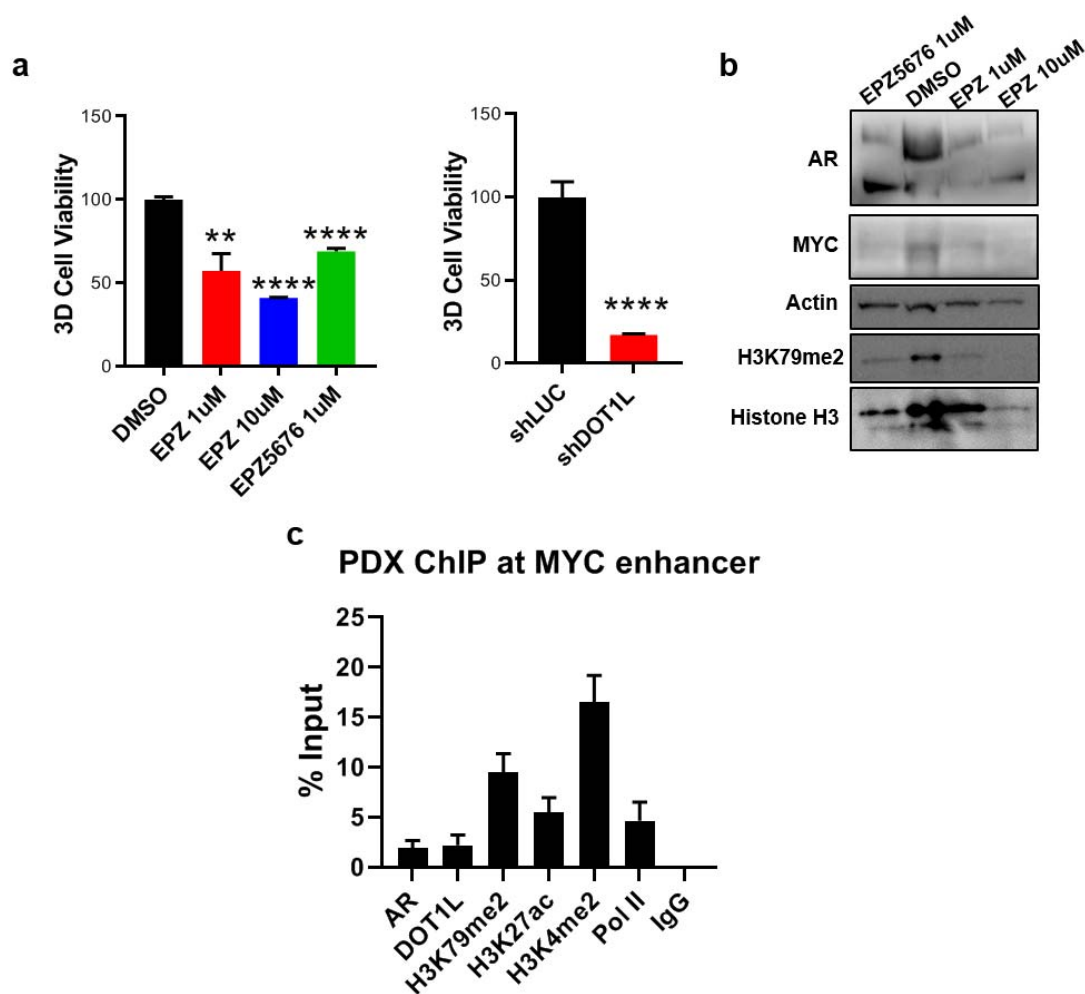 a
3D Cell Viability
150
100
50
0
**
****
****
DMSO
EPZ 1uM
EPZ 10uM
EPZ5676 1uM
3D Cell Viability
150
100
50
0
****
shLUC
shDOT1L
b
EPZ5676 1uM
DMSO
EPZ 1uM
EPZ 10uM
AR
MYC
Actin
H3K79me2
Histone H3
c
PDX ChIP at MYC enhancer
% Input
25
20
15
10
5
0
AR
DOT1L
H3K79me2
H3K27ac
H3K4me2
Pol II
IgG